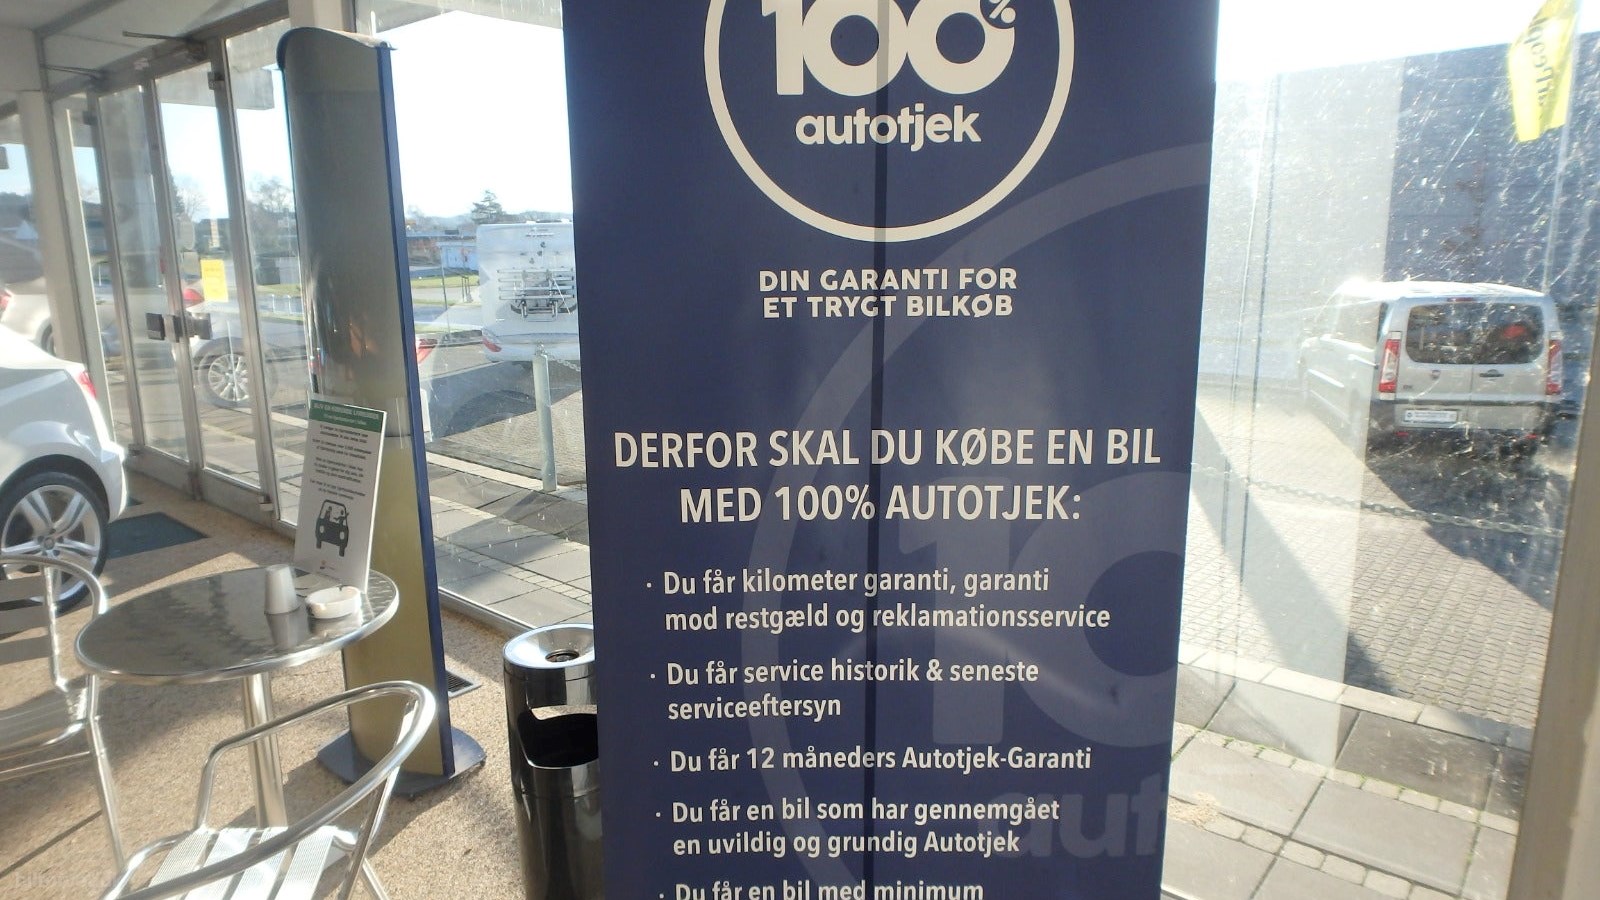 100%
autotjek
DIN GARANTI FOR
ET TRYGT BILKØB
DERFOR SKAL DU KØBE EN BIL
MED 100% AUTOTJEK:
· Du får kilometer garanti, garanti
mod restgæld og reklamationsservice
· Du får service historik & seneste
serviceeftersyn
· Du får 12 måneders Autotjek-Garanti
· Du får en bil som har gennemgået
en uvildig og grundig Autotjek
· Du får en bil med minimum